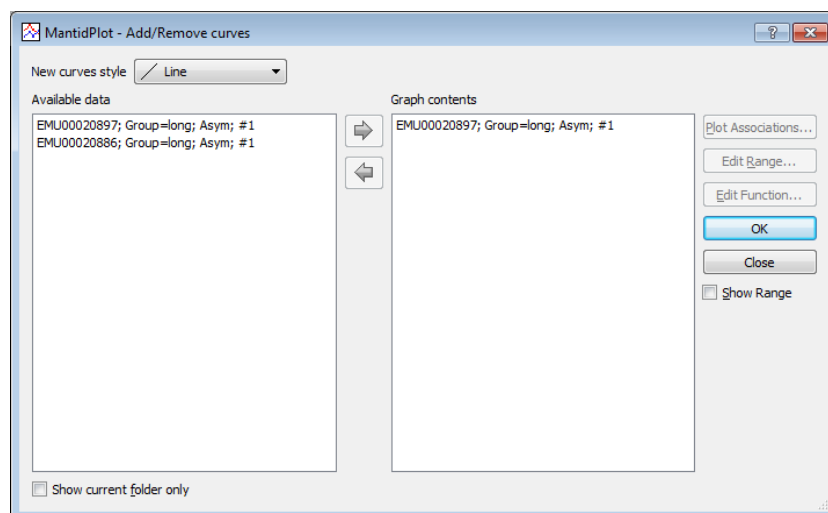 MantidPlot - Add/Remove curves
New curves style
Line
Available data
EMU00020897; Group=long; Asym; #1
EMU00020886; Group=long; Asym; #1
Graph contents
EMU00020897; Group=long; Asym; #1
Plot Associations...
Edit Range...
Edit Function...
OK
Close
Show Range
Show current folder only